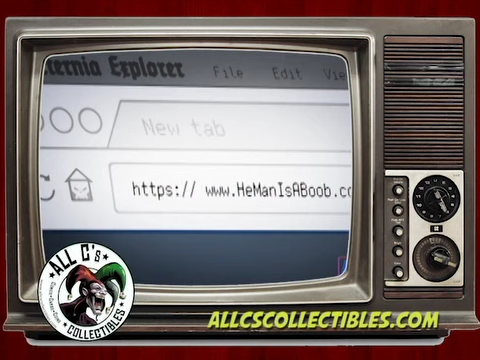 ternia Explorer File Edit Vie
New tab
https:// www.HeManIsABoob.co
ALL C's
COLLECTIBLES
ALLCSCOLLECTIBLES.COM